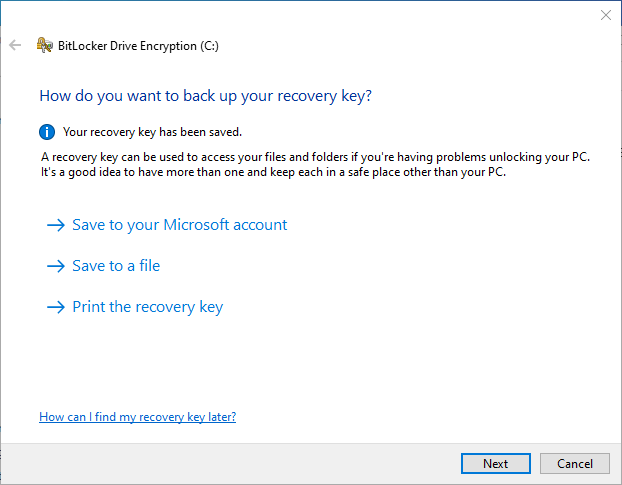 BitLocker Drive Encryption (C:)
How do you want to back up your recovery key?
Your recovery key has been saved.
A recovery key can be used to access your files and folders if you're having problems unlocking your PC.
It's a good idea to have more than one and keep each in a safe place other than your PC.
Save to your Microsoft account
Save to a file
Print the recovery key
How can I find my recovery key later?
Next
Cancel